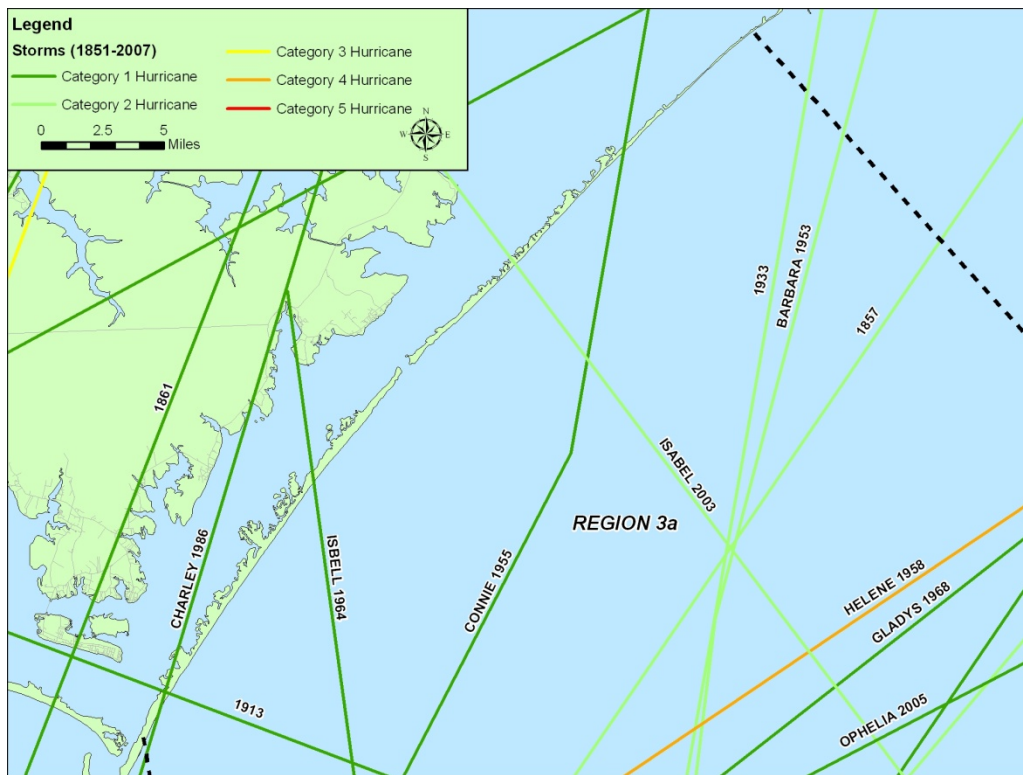 Legend
Storms (1851-2007)
Category 1 Hurricane
Category 2 Hurricane
Category 3 Hurricane
Category 4 Hurricane
Category 5 Hurricane
0 2.5 5
Miles
N
W E
S
1933
BARBARA 1953
1857
1861
ISABEL 2003
REGION 3a
CHARLEY 1986
ISBELL 1964
CONNIE 1955
HELENE 1958
GLADYS 1968
OPHELIA 2005
1913